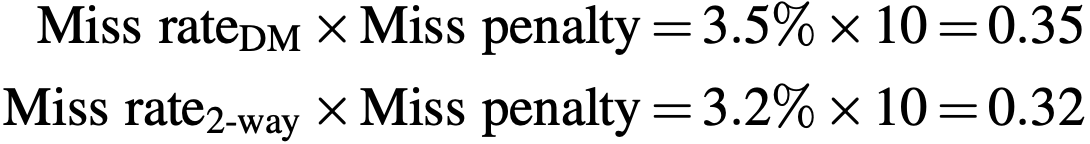 Miss rate_DM × Miss penalty = 3.5% × 10 = 0.35
Miss rate_2-way × Miss penalty = 3.2% × 10 = 0.32